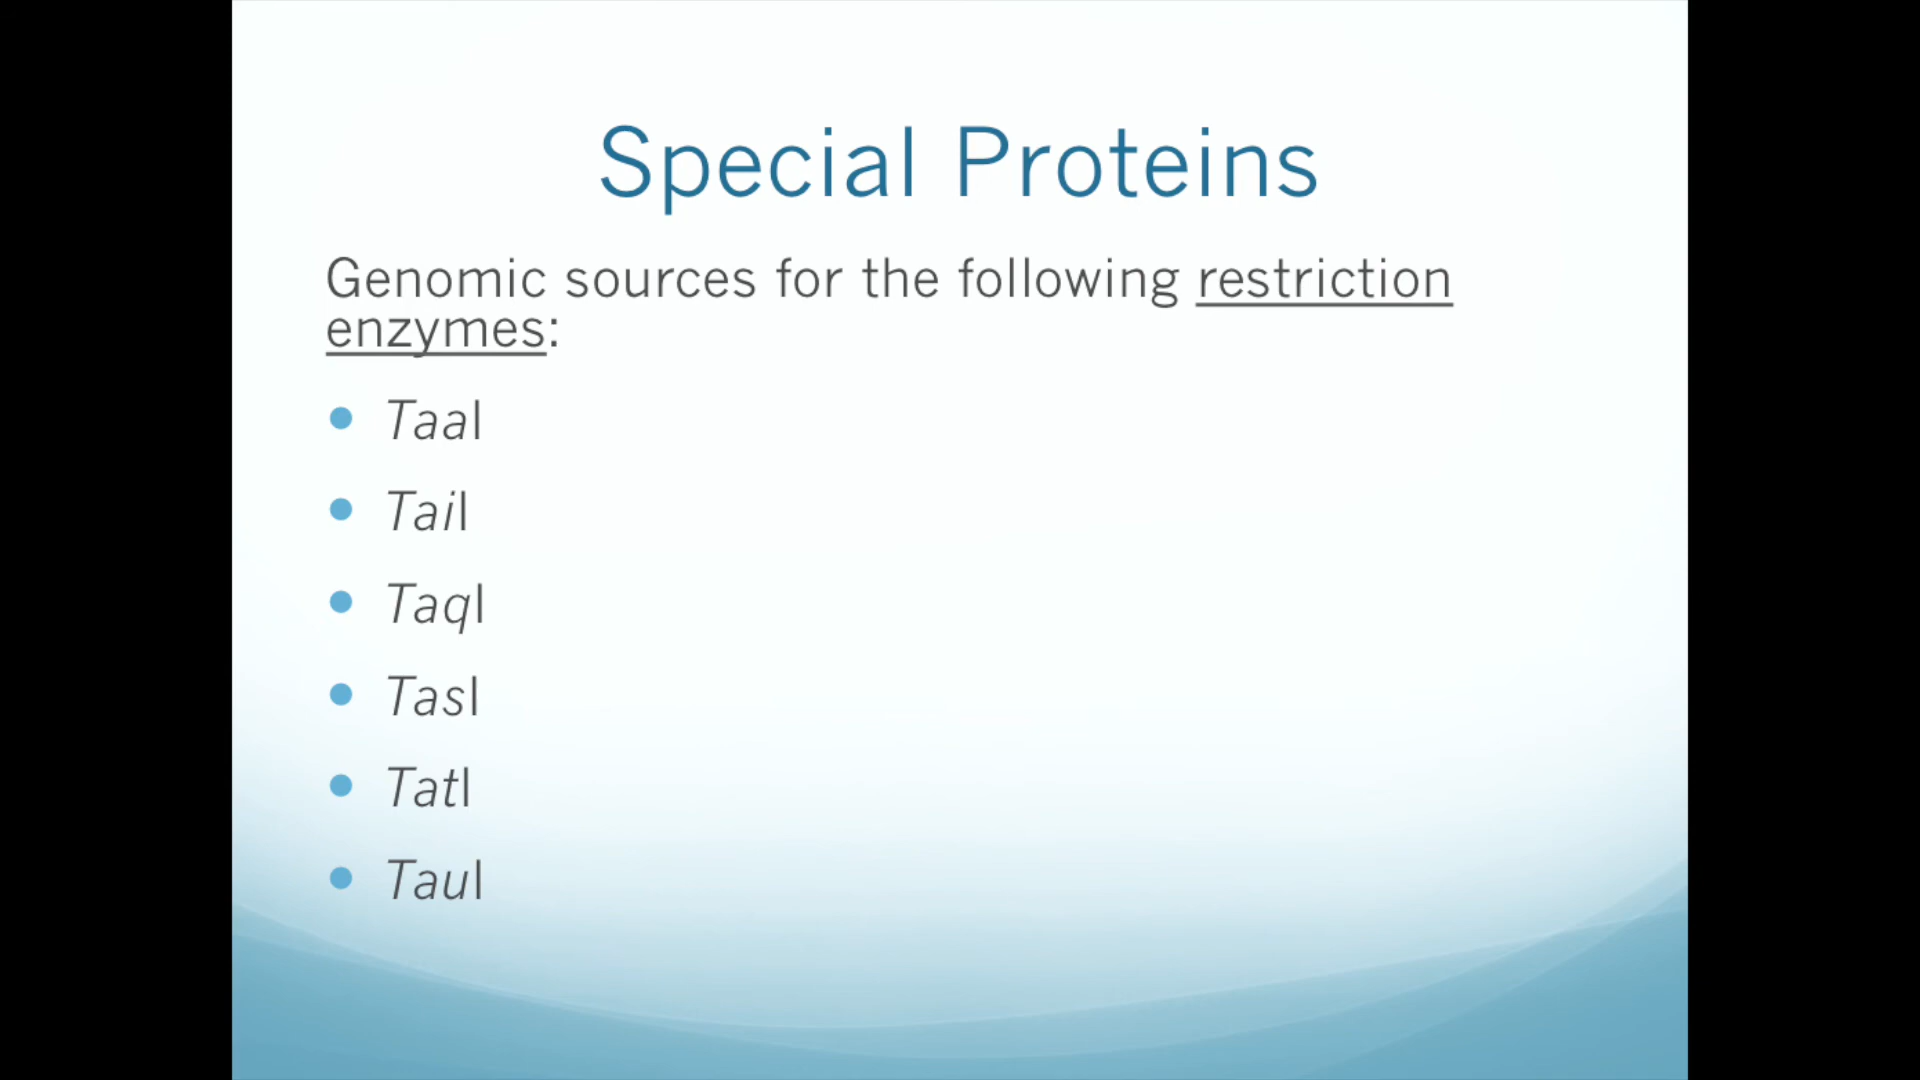 Special Proteins
Genomic sources for the following restriction
enzymes:
• TaaI
• TaiI
• TaqI
• TasI
• TatI
• TauI